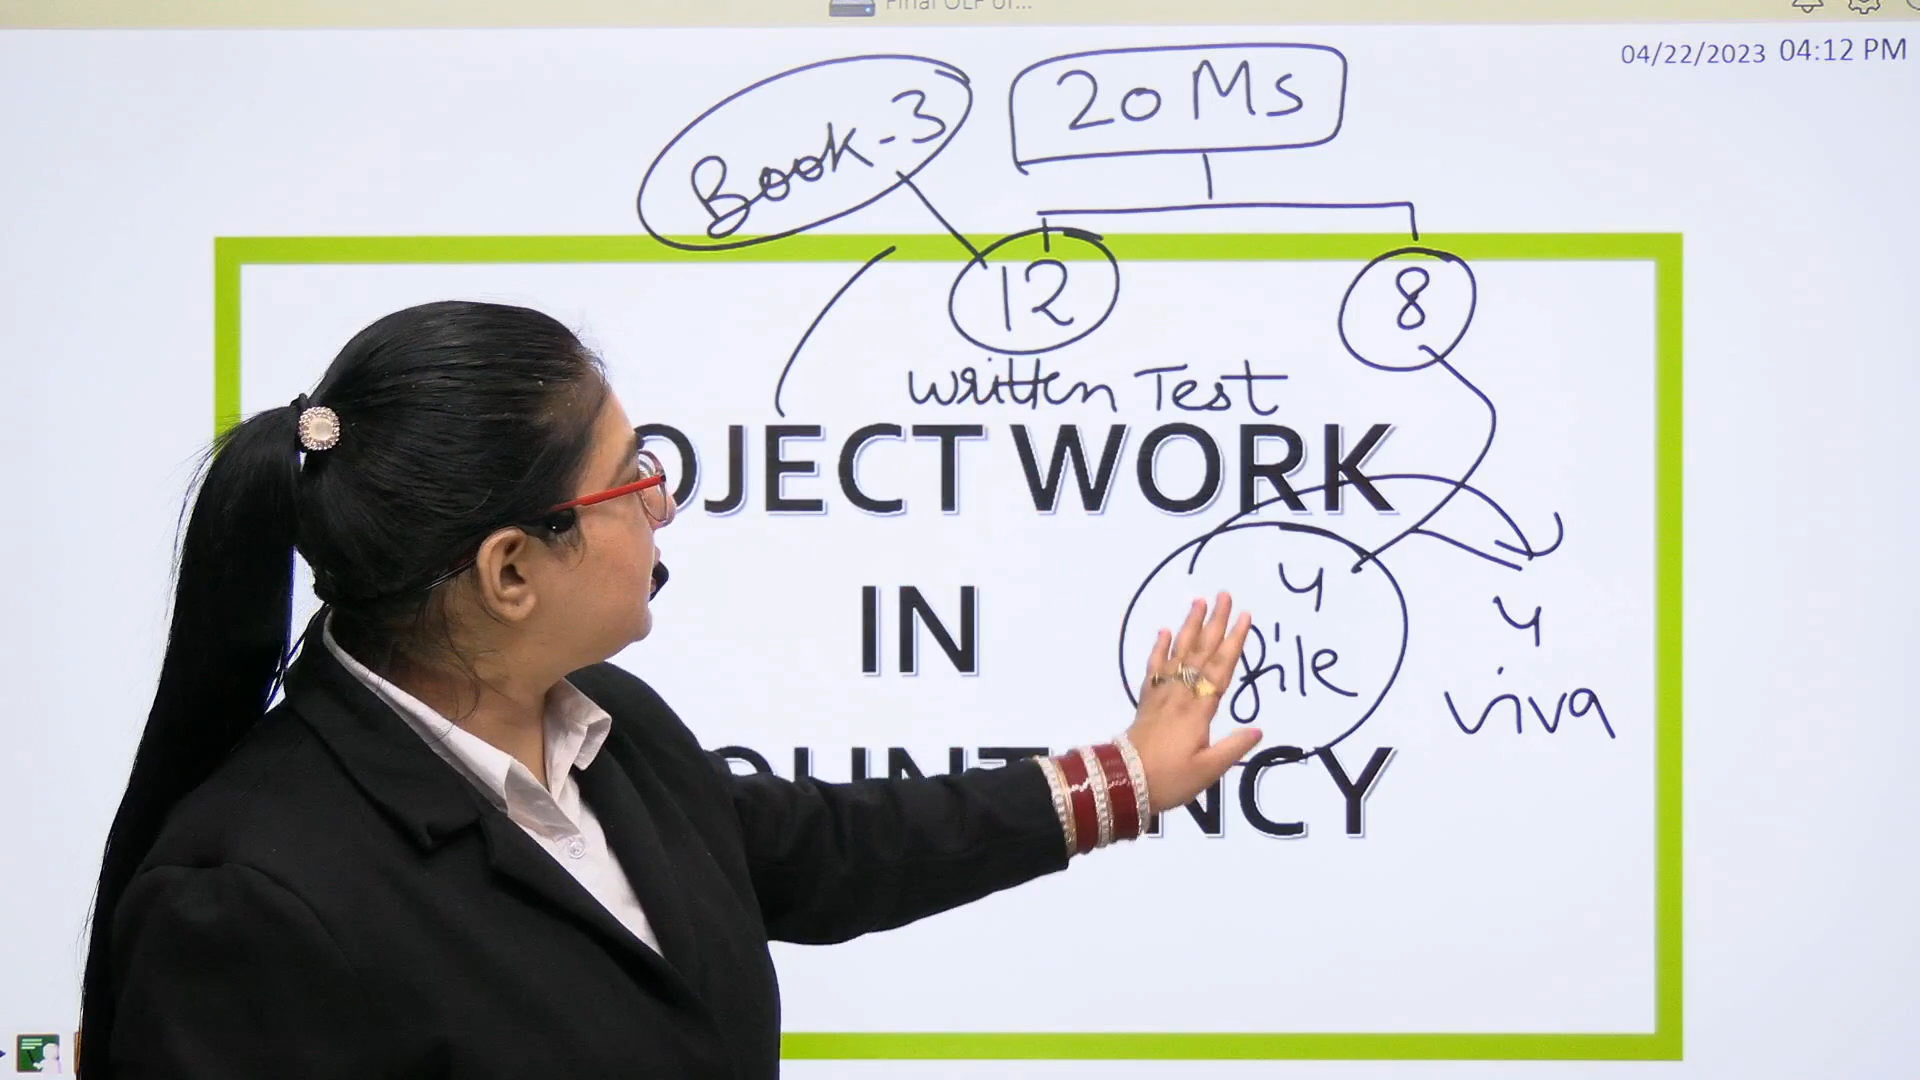 04/22/2023 04:12 PM
Book-3
20 Ms
12
8
Written Test
OJECT WORK
IN
4
file
4
viva